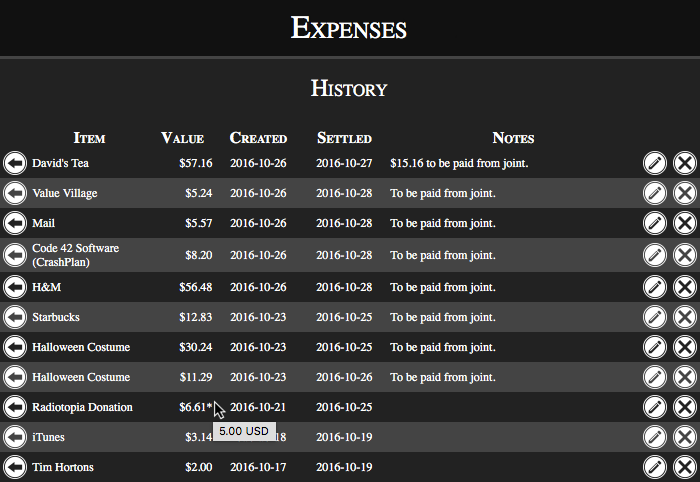 Expenses
History
Item Value Created Settled Notes
David's Tea $57.16 2016-10-26 2016-10-27 $15.16 to be paid from joint.
Value Village $5.24 2016-10-26 2016-10-28 To be paid from joint.
Mail $5.57 2016-10-26 2016-10-28 To be paid from joint.
Code 42 Software
(CrashPlan) $8.20 2016-10-26 2016-10-28 To be paid from joint.
H&M $56.48 2016-10-26 2016-10-28 To be paid from joint.
Starbucks $12.83 2016-10-23 2016-10-25 To be paid from joint.
Halloween Costume $30.24 2016-10-23 2016-10-25 To be paid from joint.
Halloween Costume $11.29 2016-10-23 2016-10-26 To be paid from joint.
Radiotopia Donation $6.61* 2016-10-21 2016-10-25
5.00 USD
iTunes $3.14 18 2016-10-19
Tim Hortons $2.00 2016-10-17 2016-10-19